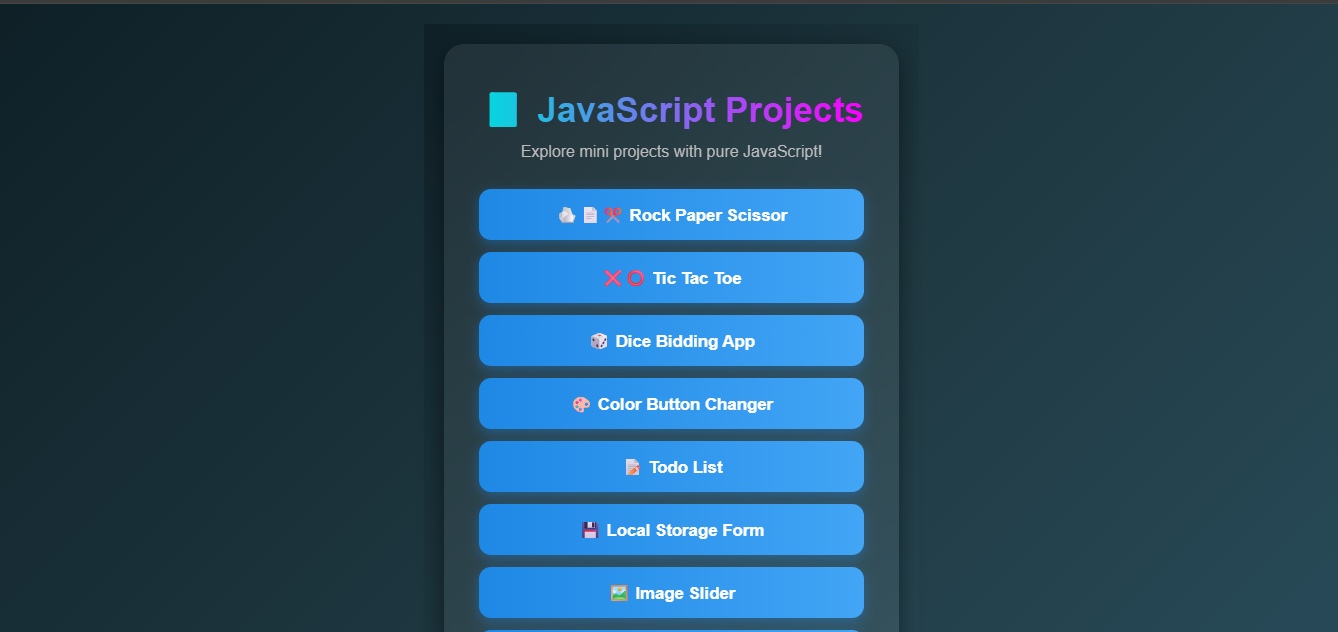 JavaScript Projects
Explore mini projects with pure JavaScript!
Rock Paper Scissor
Tic Tac Toe
Dice Bidding App
Color Button Changer
Todo List
Local Storage Form
Image Slider